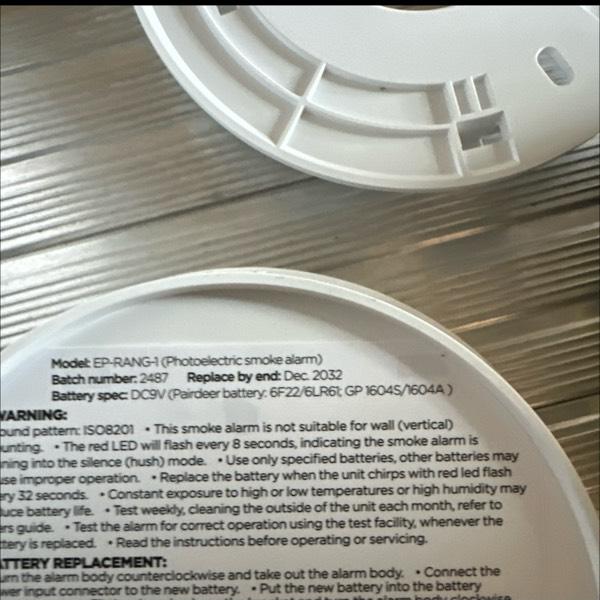 Model: EP-RANG-1 (Photoelectric smoke alarm)
Batch number: 2487 Replace by end: Dec. 2032
Battery spec: DC9V (Pairdeer battery: 6F22/6LR61; GP 1604S/1604A )
WARNING:
ound pattern: ISO8201 • This smoke alarm is not suitable for wall (vertical)
unting. • The red LED will flash every 8 seconds, indicating the smoke alarm is
ning into the silence (hush) mode. • Use only specified batteries, other batteries may
use improper operation. • Replace the battery when the unit chirps with red led flash
ery 32 seconds. • Constant exposure to high or low temperatures or high humidity may
duce battery life. • Test weekly, cleaning the outside of the unit each month, refer to
ers guide. • Test the alarm for correct operation using the test facility, whenever the
ttery is replaced. • Read the instructions before operating or servicing.
ATTERY REPLACEMENT:
urn the alarm body counterclockwise and take out the alarm body. • Connect the
wer input connector to the new battery. • Put the new battery into the battery
turn the alarm body clockwise